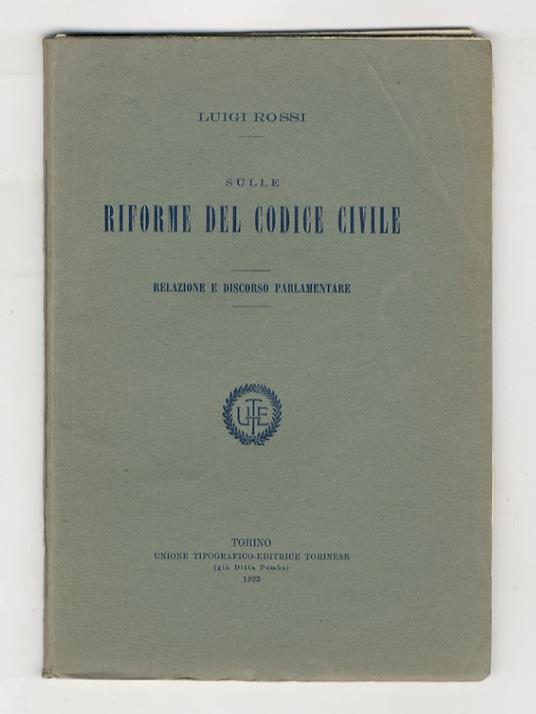 LUIGI ROSSI
SULLE
RIFORME DEL CODICE CIVILE
RELAZIONE E DISCORSO PARLAMENTARE
UTET
TORINO
UNIONE TIPOGRAFICO-EDITRICE TORINESE
(già Ditta Pomba)
1923